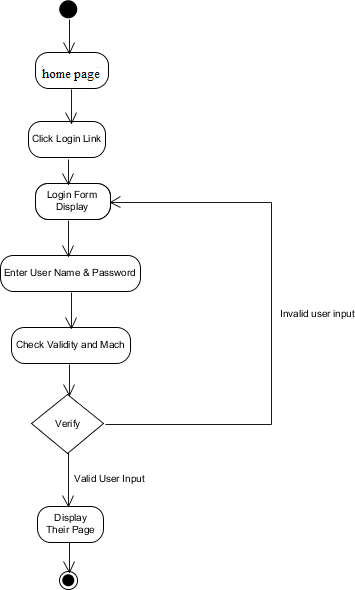 home page
Click Login Link
Login Form
Display
Enter User Name & Password
Invalid user input
Check Validity and Mach
Verify
Valid User Input
Display
Their Page